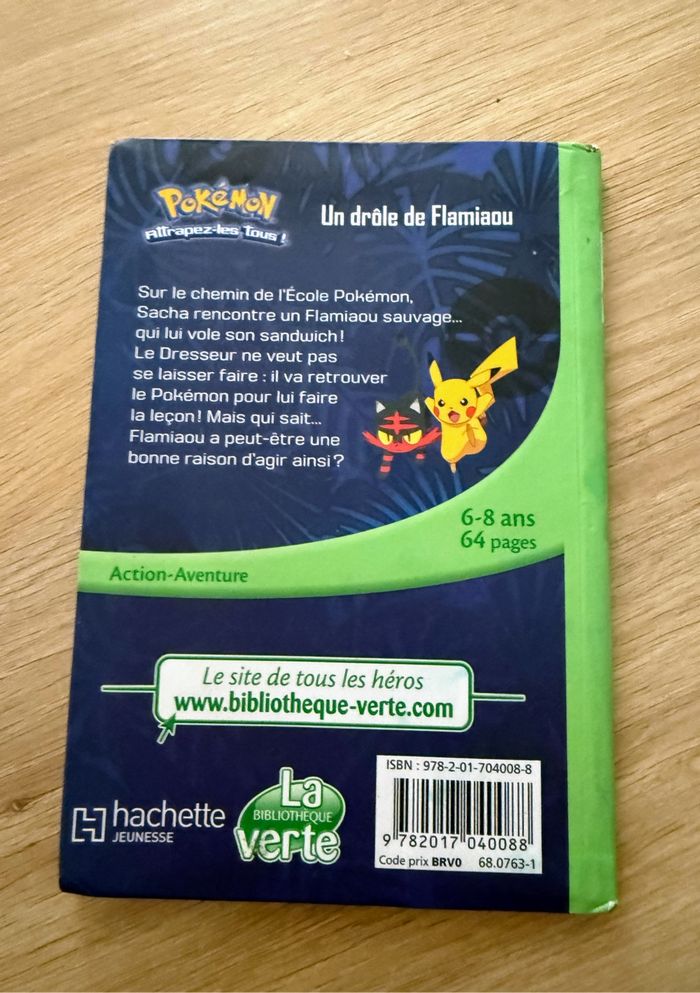 POKéMON
Attrapez-les tous !
Un drôle de Flamiaou
Sur le chemin de l'École Pokémon,
Sacha rencontre un Flamiaou sauvage...
qui lui vole son sandwich !
Le Dresseur ne veut pas
se laisser faire : il va retrouver
le Pokémon pour lui faire
la leçon ! Mais qui sait...
Flamiaou a peut-être une
bonne raison d'agir ainsi ?
6-8 ans
64 pages
Action-Aventure
Le site de tous les héros
www.bibliotheque-verte.com
hachette
JEUNESSE
La
BIBLIOTHÈQUE
verte
ISBN : 978-2-01-704008-8
9 782017 040088
Code prix BRV0 68.0763-1